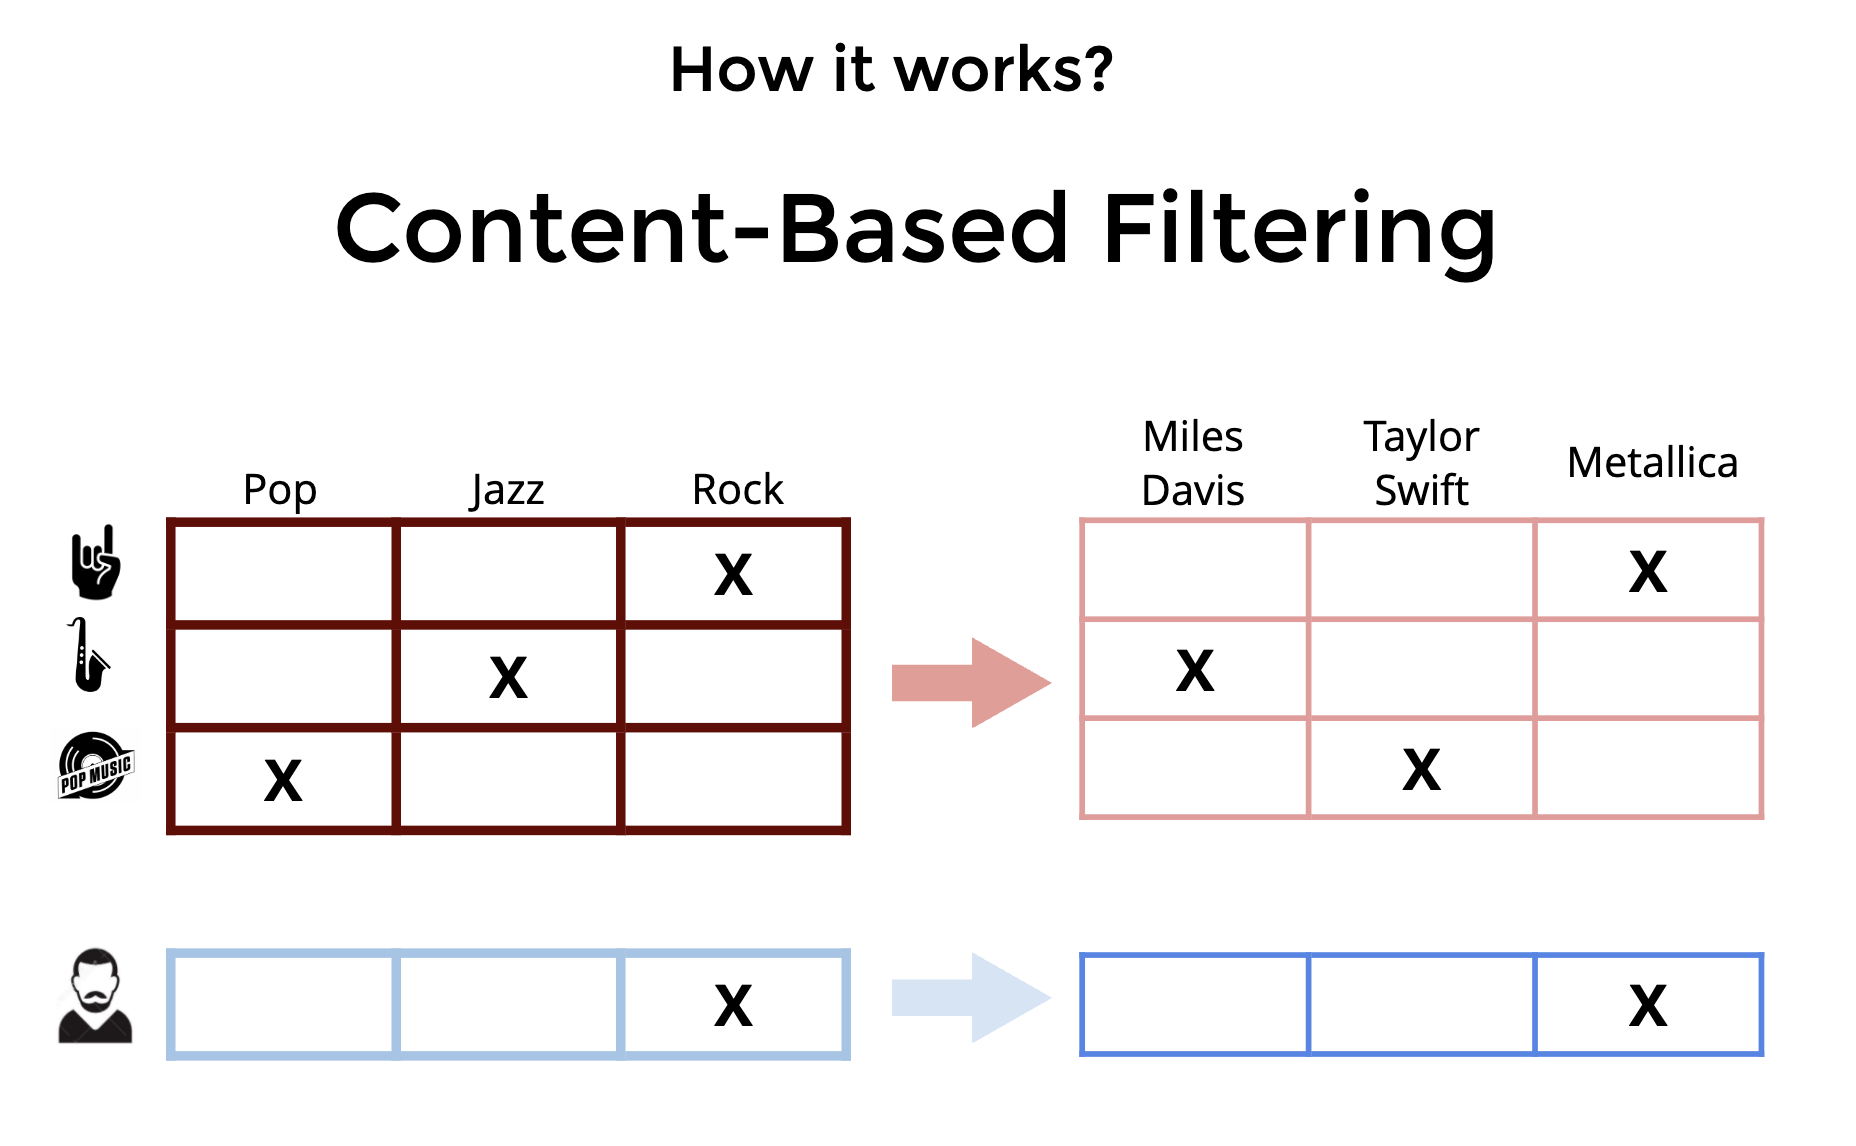 How it works?
Content-Based Filtering
Pop Jazz Rock
X
X
X
POP MUSIC
Miles Davis
Taylor Swift
Metallica
X
X
X
X
X